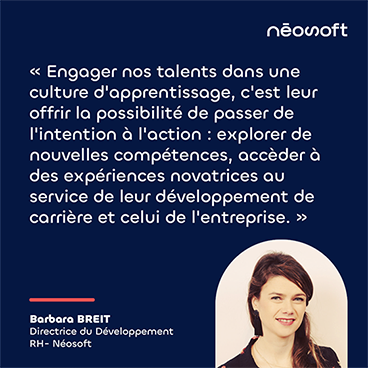 nēosoft
« Engager nos talents dans une
culture d'apprentissage, c'est leur
offrir la possibilité de passer de
l'intention à l'action : explorer de
nouvelles compétences, accèder à
des expériences novatrices au
service de leur développement de
carrière et celui de l'entreprise. »
Barbara BREIT
Directrice du Développement
RH- Néosoft